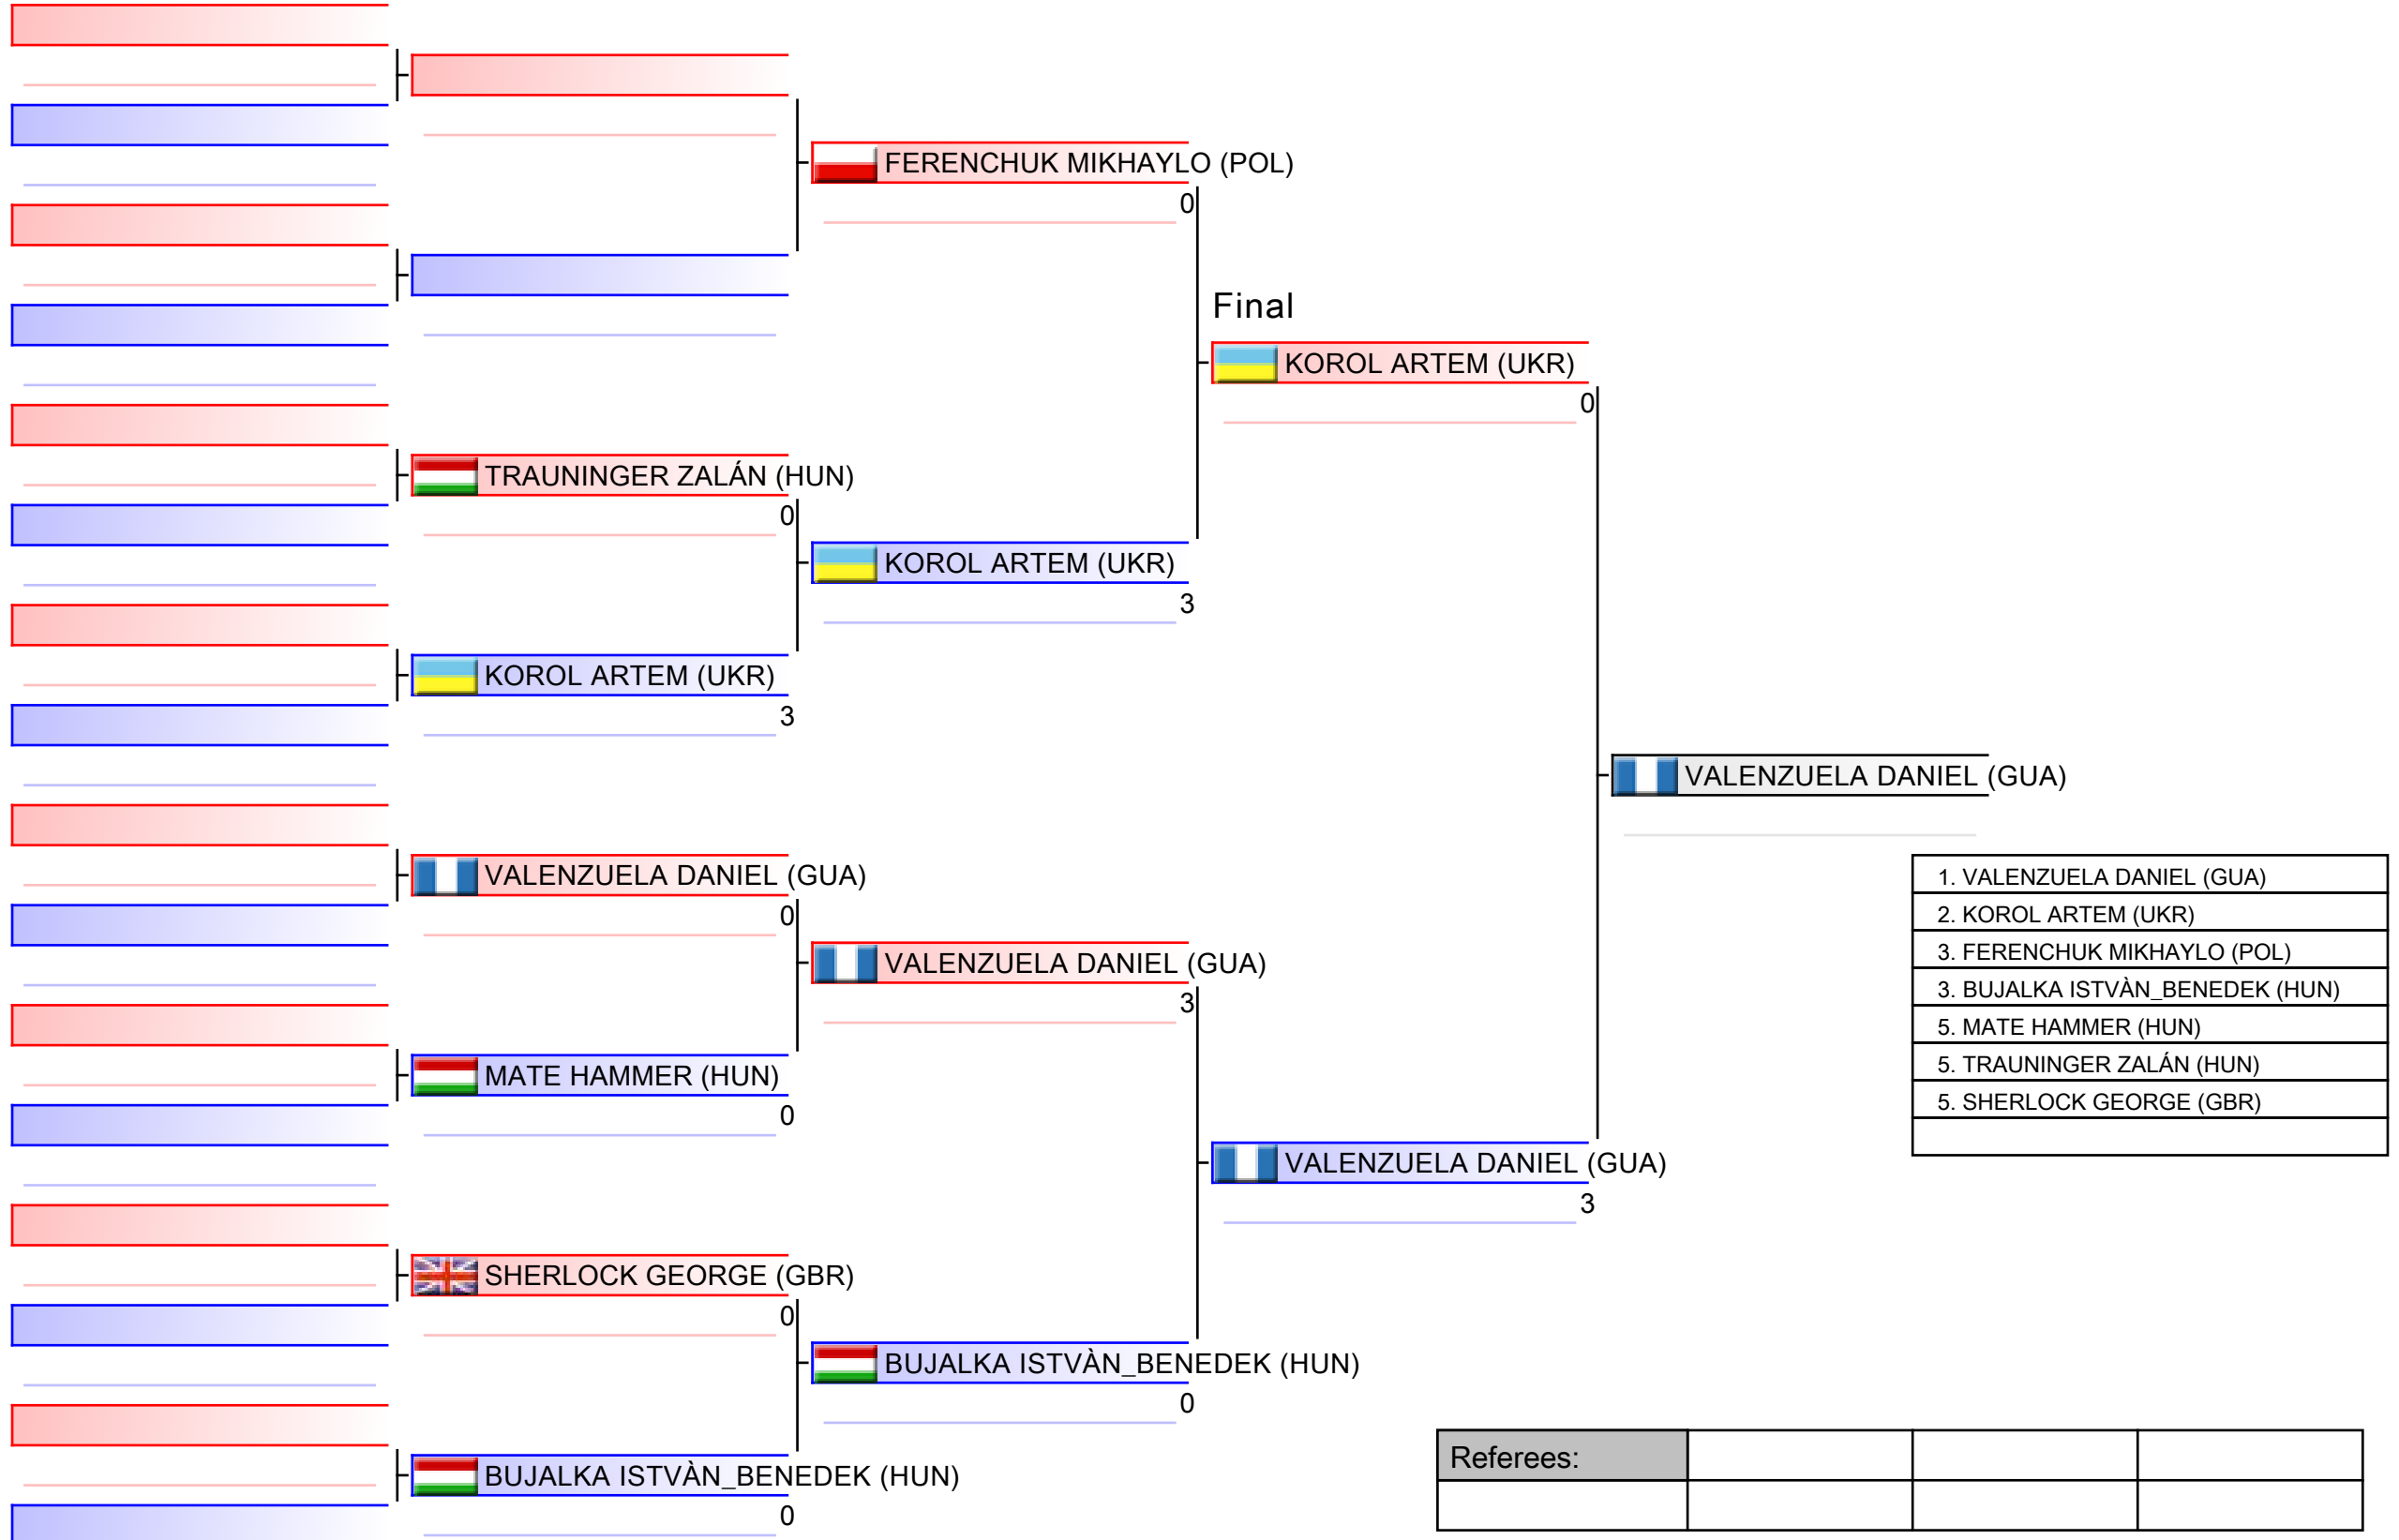 FERENCHUK MIKHAYLO (POL)
0
Final
KOROL ARTEM (UKR)
0
TRAUNINGER ZALÁN (HUN)
0
KOROL ARTEM (UKR)
3
KOROL ARTEM (UKR)
3
VALENZUELA DANIEL (GUA)
VALENZUELA DANIEL (GUA)
0
VALENZUELA DANIEL (GUA)
3
MATE HAMMER (HUN)
0
VALENZUELA DANIEL (GUA)
3
SHERLOCK GEORGE (GBR)
0
BUJALKA ISTVÀN_BENEDEK (HUN)
0
BUJALKA ISTVÀN_BENEDEK (HUN)
0
1. VALENZUELA DANIEL (GUA)
2. KOROL ARTEM (UKR)
3. FERENCHUK MIKHAYLO (POL)
3. BUJALKA ISTVÀN_BENEDEK (HUN)
5. MATE HAMMER (HUN)
5. TRAUNINGER ZALÁN (HUN)
5. SHERLOCK GEORGE (GBR)
Referees: